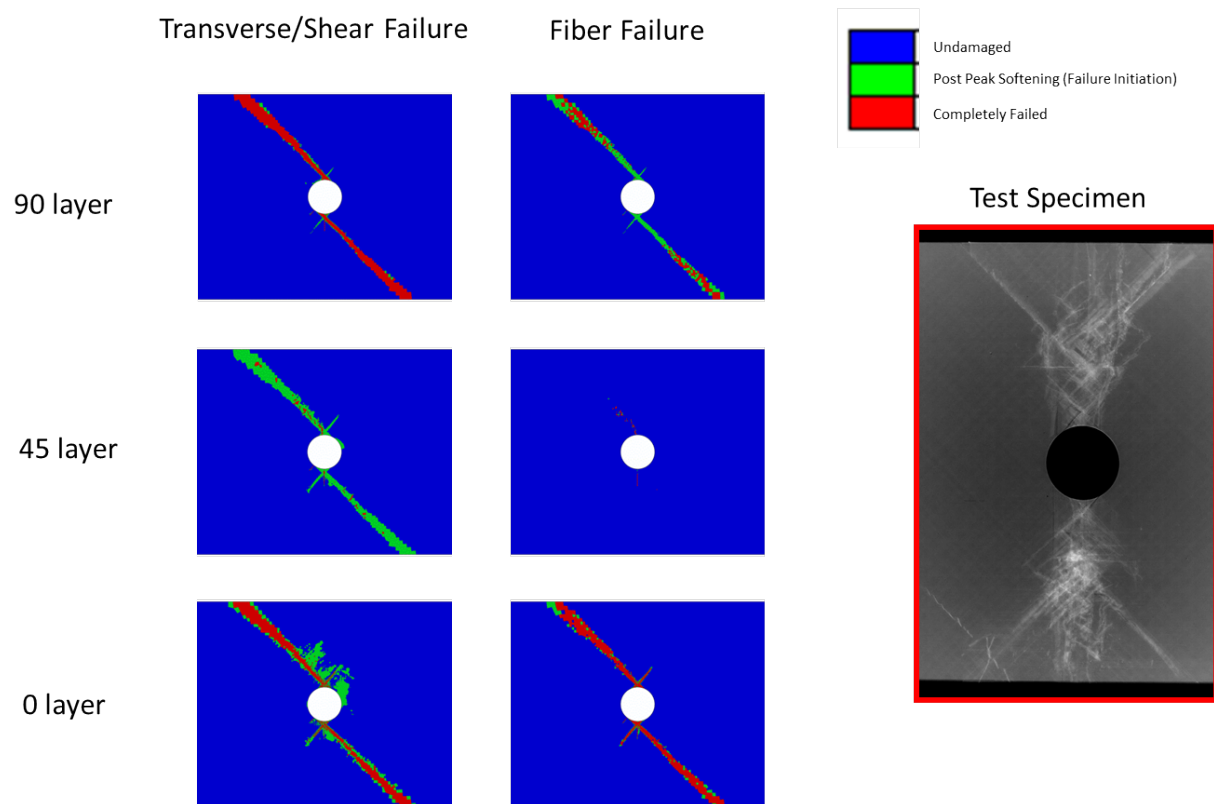 Transverse/Shear Failure
Fiber Failure
Undamaged
Post Peak Softening (Failure Initiation)
Completely Failed
Test Specimen
90 layer
45 layer
0 layer